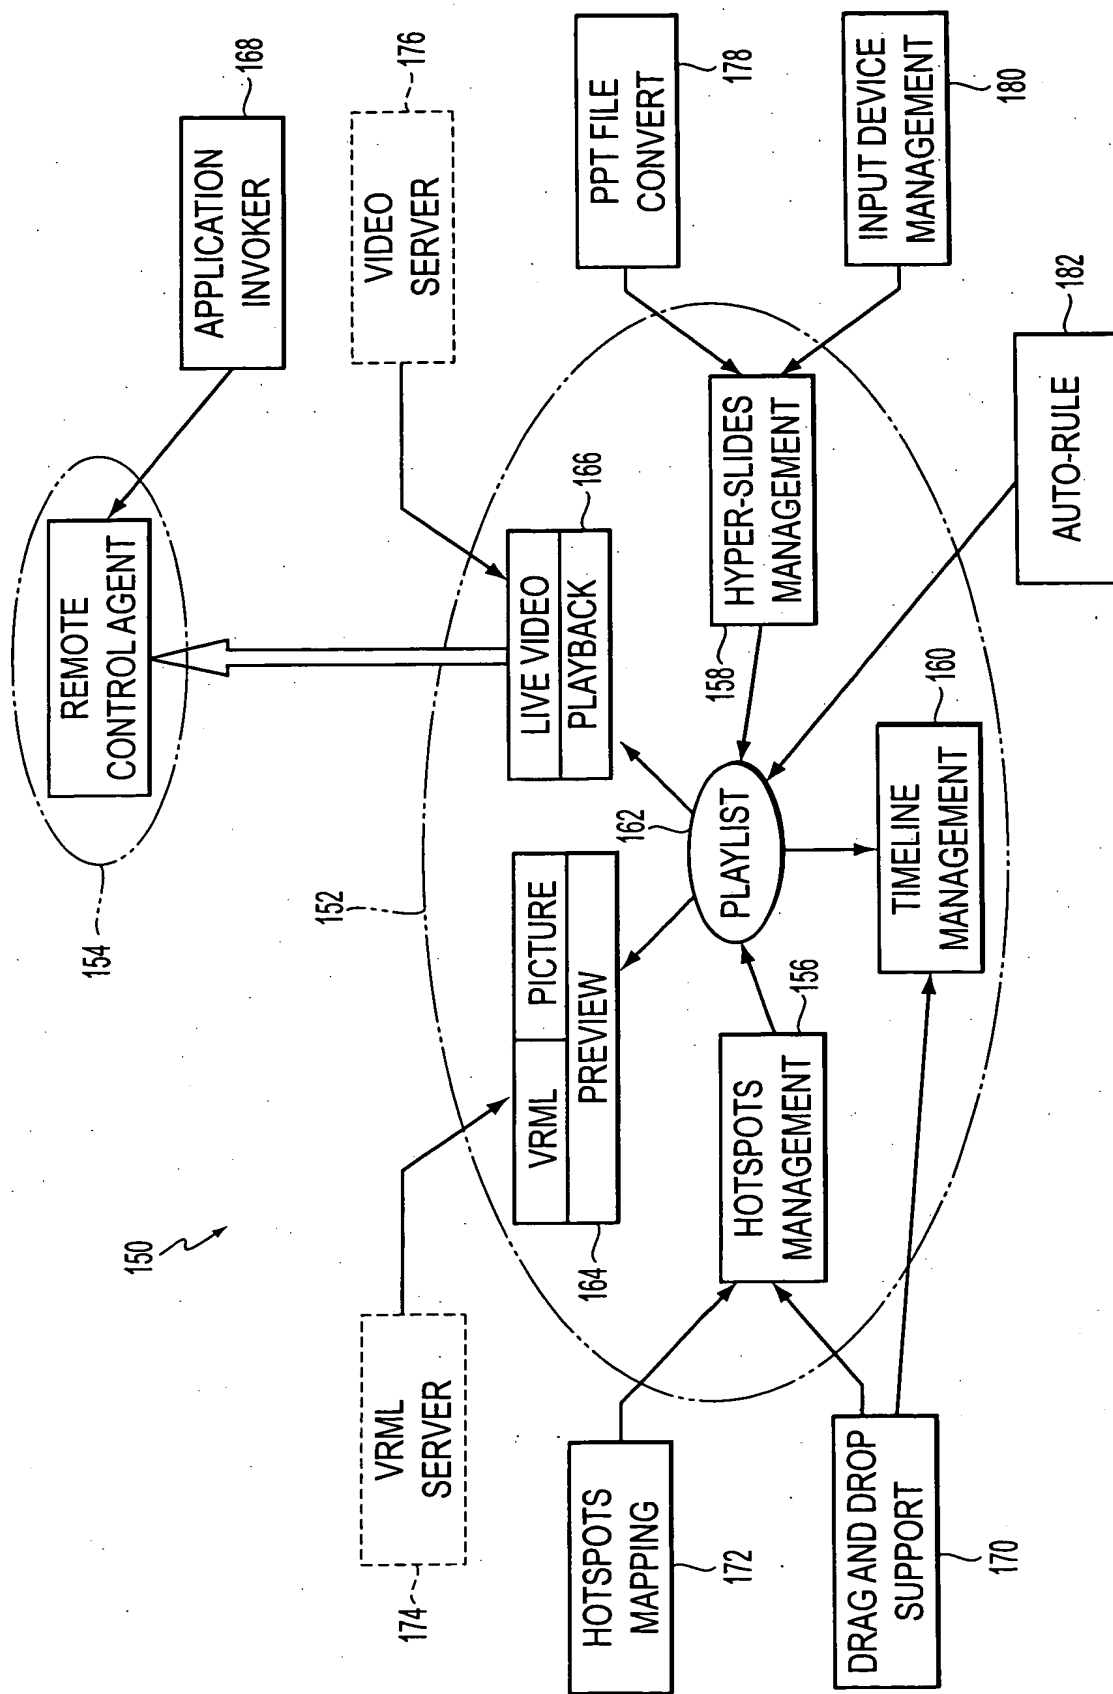 150
154
REMOTE
CONTROL AGENT
APPLICATION
INVOKER
168
174
VRML
SERVER
152
VIDEO
SERVER
176
164
VRML
PICTURE
PREVIEW
LIVE VIDEO
PLAYBACK
166
HOTSPOTS
MAPPING
172
PPT FILE
CONVERT
178
HOTSPOTS
MANAGEMENT
156
162
PLAYLIST
158
HYPER-SLIDES
MANAGEMENT
DRAG AND DROP
SUPPORT
170
TIMELINE
MANAGEMENT
160
INPUT DEVICE
MANAGEMENT
180
AUTO-RULE
182